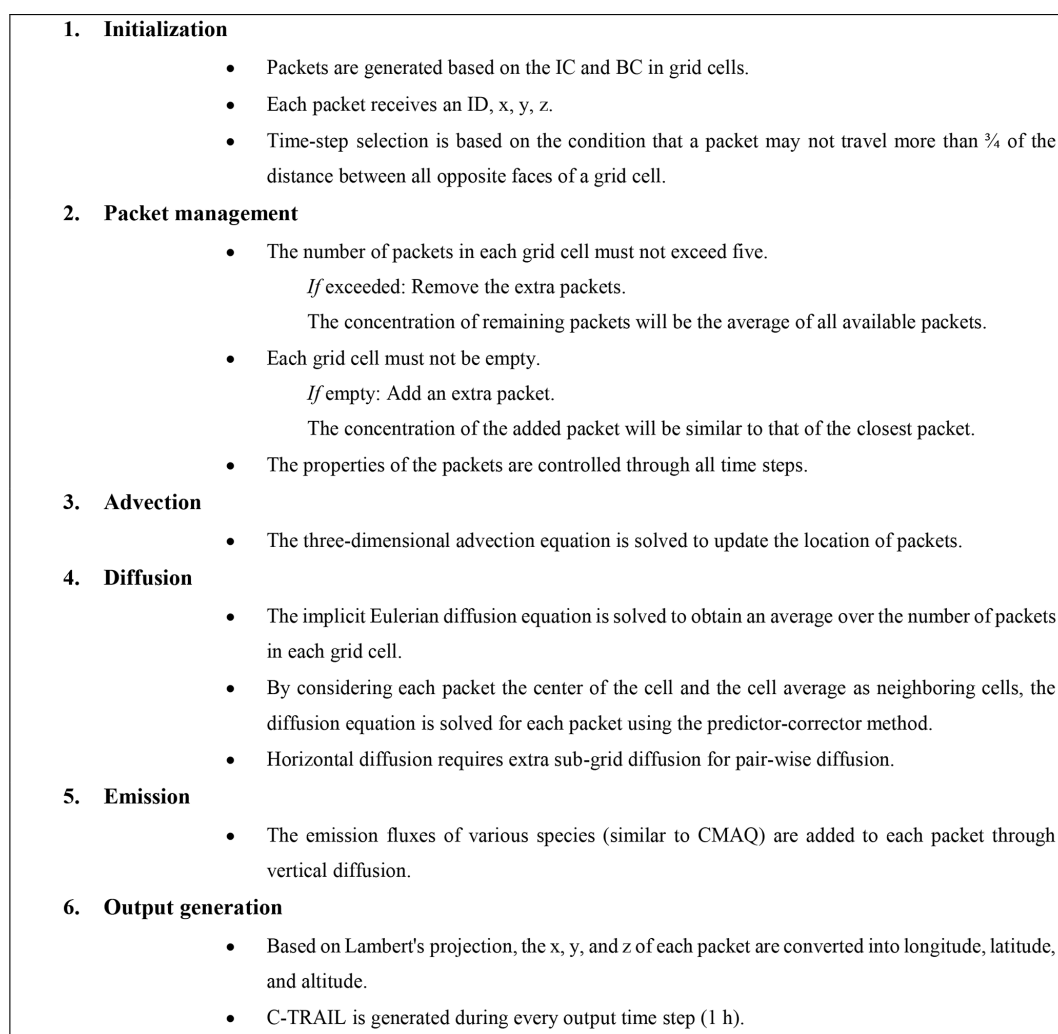 1. Initialization
• Packets are generated based on the IC and BC in grid cells.
• Each packet receives an ID, x, y, z.
• Time-step selection is based on the condition that a packet may not travel more than ¾ of the
distance between all opposite faces of a grid cell.
2. Packet management
• The number of packets in each grid cell must not exceed five.
If exceeded: Remove the extra packets.
The concentration of remaining packets will be the average of all available packets.
• Each grid cell must not be empty.
If empty: Add an extra packet.
The concentration of the added packet will be similar to that of the closest packet.
• The properties of the packets are controlled through all time steps.
3. Advection
• The three-dimensional advection equation is solved to update the location of packets.
4. Diffusion
• The implicit Eulerian diffusion equation is solved to obtain an average over the number of packets
in each grid cell.
• By considering each packet the center of the cell and the cell average as neighboring cells, the
diffusion equation is solved for each packet using the predictor-corrector method.
• Horizontal diffusion requires extra sub-grid diffusion for pair-wise diffusion.
5. Emission
• The emission fluxes of various species (similar to CMAQ) are added to each packet through
vertical diffusion.
6. Output generation
• Based on Lambert's projection, the x, y, and z of each packet are converted into longitude, latitude,
and altitude.
• C-TRAIL is generated during every output time step (1 h).